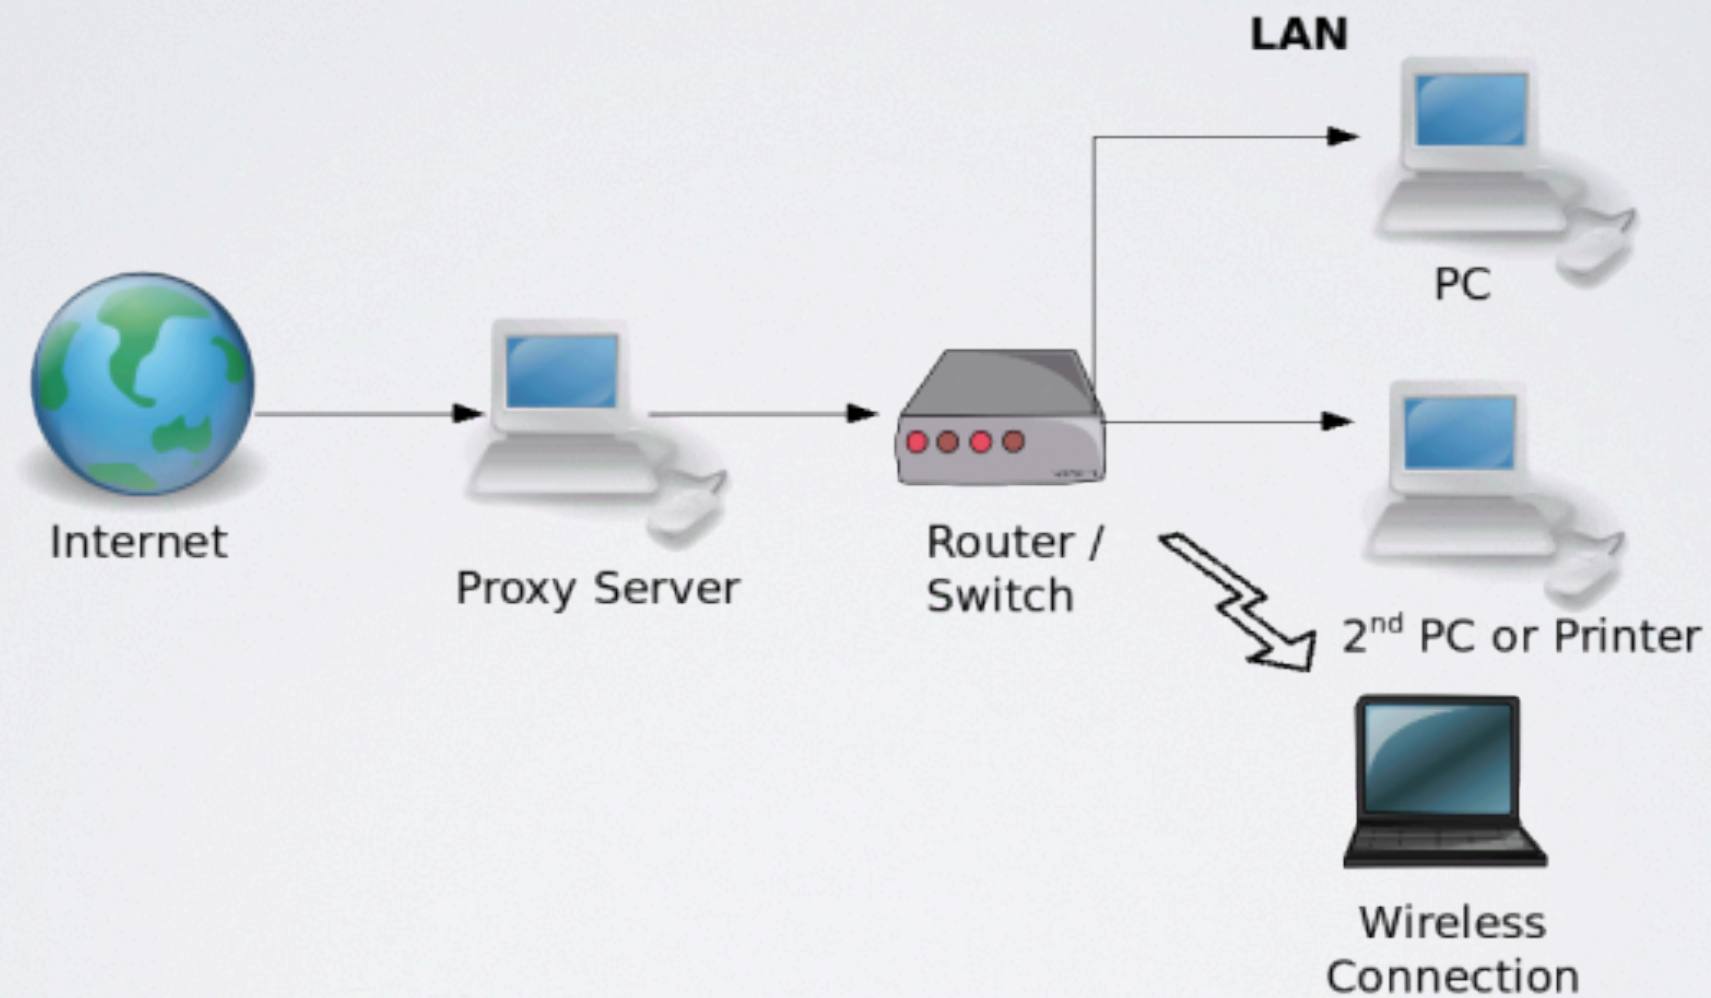 LAN
PC
Internet
Proxy Server
Router /
Switch
2nd PC or Printer
Wireless
Connection